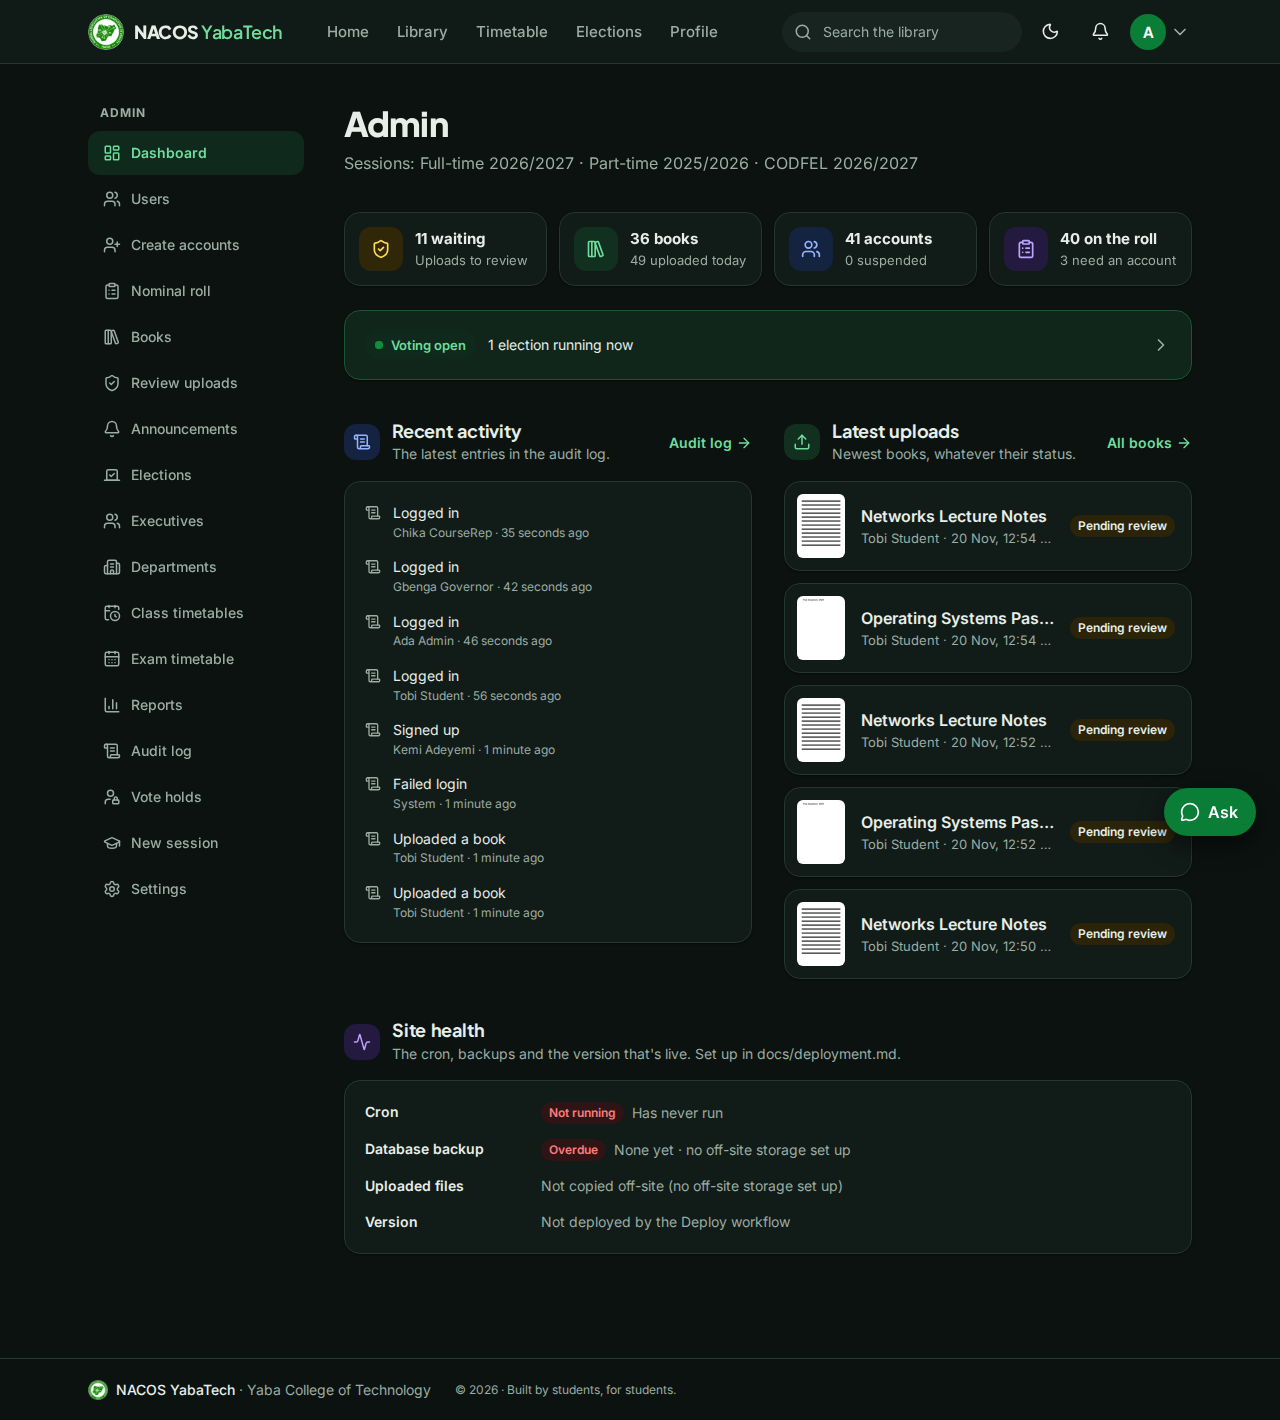 NACOS YabaTech
Home
Library
Timetable
Elections
Profile
Search the library
A
ADMIN
Dashboard
Users
Create accounts
Nominal roll
Books
Review uploads
Announcements
Elections
Executives
Departments
Class timetables
Exam timetable
Reports
Audit log
Vote holds
New session
Settings
Admin
Sessions: Full-time 2026/2027 · Part-time 2025/2026 · CODFEL 2026/2027
11 waiting
Uploads to review
36 books
49 uploaded today
41 accounts
0 suspended
40 on the roll
3 need an account
Voting open
1 election running now
Recent activity
The latest entries in the audit log.
Audit log
Logged in
Chika CourseRep · 35 seconds ago
Logged in
Gbenga Governor · 42 seconds ago
Logged in
Ada Admin · 46 seconds ago
Logged in
Tobi Student · 56 seconds ago
Signed up
Kemi Adeyemi · 1 minute ago
Failed login
System · 1 minute ago
Uploaded a book
Tobi Student · 1 minute ago
Uploaded a book
Tobi Student · 1 minute ago
Latest uploads
Newest books, whatever their status.
All books
Networks Lecture Notes
Tobi Student · 20 Nov, 12:54 ...
Pending review
Operating Systems Pas...
Tobi Student · 20 Nov, 12:54 ...
Pending review
Networks Lecture Notes
Tobi Student · 20 Nov, 12:52 ...
Pending review
Operating Systems Pas...
Tobi Student · 20 Nov, 12:52 ...
Pending review
Networks Lecture Notes
Tobi Student · 20 Nov, 12:50 ...
Pending review
Ask
Site health
The cron, backups and the version that's live. Set up in docs/deployment.md.
Cron
Not running
Has never run
Database backup
Overdue
None yet · no off-site storage set up
Uploaded files
Not copied off-site (no off-site storage set up)
Version
Not deployed by the Deploy workflow
NACOS YabaTech · Yaba College of Technology
© 2026 · Built by students, for students.